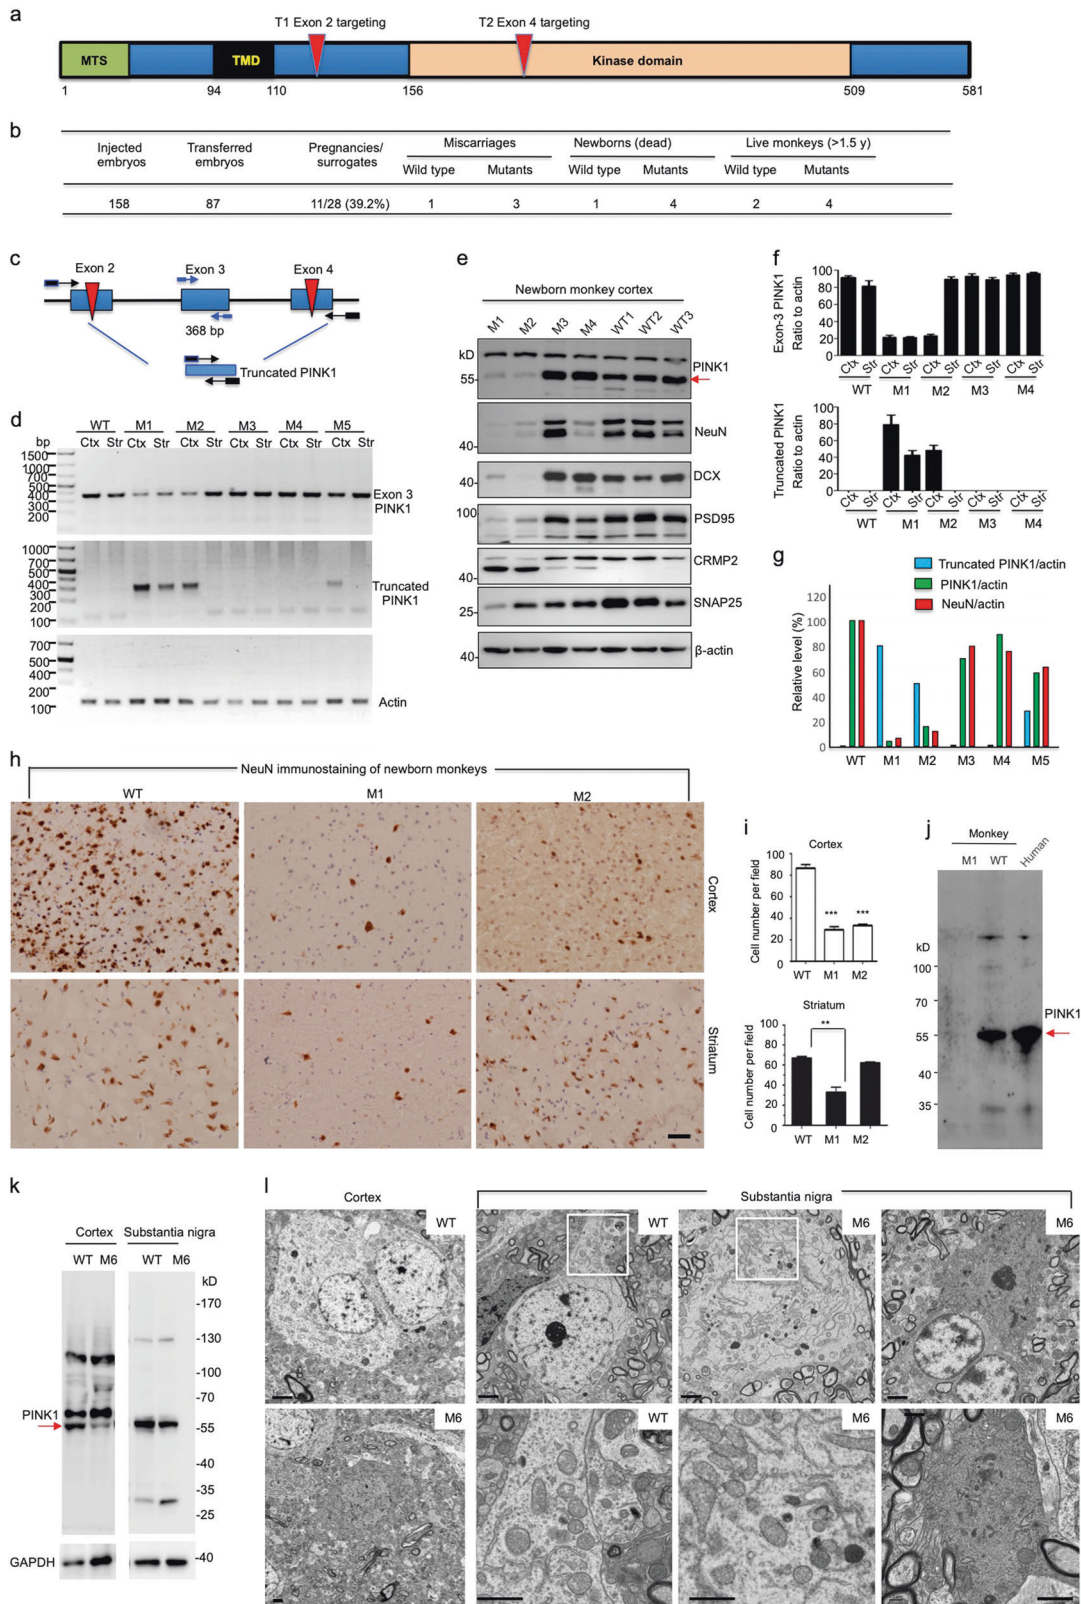 a
T1 Exon 2 targeting T2 Exon 4 targeting
MTS TMD Kinase domain
1 94 110 156 509 581
b
Injected embryos Transferred embryos Pregnancies/ surrogates Miscarriages Newborns (dead) Live monkeys (>1.5 y)
Wild type Mutants Wild type Mutants Wild type Mutants
158 87 11/28 (39.2%) 1 3 1 4 2 4
c
Exon 2 Exon 3 Exon 4
368 bp
Truncated PINK1
d
WT M1 M2 M3 M4 M5
bp Ctx Str Ctx Str Ctx Str Ctx Str Ctx Str Ctx Str
1500
1000
700
500
400
300
200
Exon 3 PINK1
1000
700
500
400
300
200
100
Truncated PINK1
700
500
400
200
100
Actin
e
Newborn monkey cortex
M1 M2 M3 M4 WT1 WT2 WT3
kD
55
PINK1
40
NeuN
DCX
100
PSD95
40
CRMP2
25
SNAP25
40
β-actin
f
Exon-3 PINK1 Ratio to actin
100
80
60
40
20
0
Ctx Str Ctx Str Ctx Str Ctx Str Ctx Str
WT M1 M2 M3 M4
Truncated PINK1 Ratio to actin
100
80
60
40
20
0
Ctx Str Ctx Str Ctx Str Ctx Str Ctx Str
WT M1 M2 M3 M4
g
Truncated PINK1/actin
PINK1/actin
NeuN/actin
Relative level (%)
120
100
80
60
40
20
0
WT M1 M2 M3 M4 M5
h
NeuN immunostaining of newborn monkeys
WT M1 M2
Cortex
Striatum
i
Cortex
Cell number per field
100
80
60
40
20
0
*** ***
WT M1 M2
Striatum
Cell number per field
100
80
60
40
20
0
**
WT M1 M2
j
Monkey
M1 WT Human
kD
100
70
55
40
35
PINK1
k
Cortex Substantia nigra
WT M6 WT M6
kD
-170
-130
-100
-70
-55
-40
-35
-25
PINK1
GAPDH
-40
l
Cortex Substantia nigra
WT WT M6 M6
M6 WT M6 M6